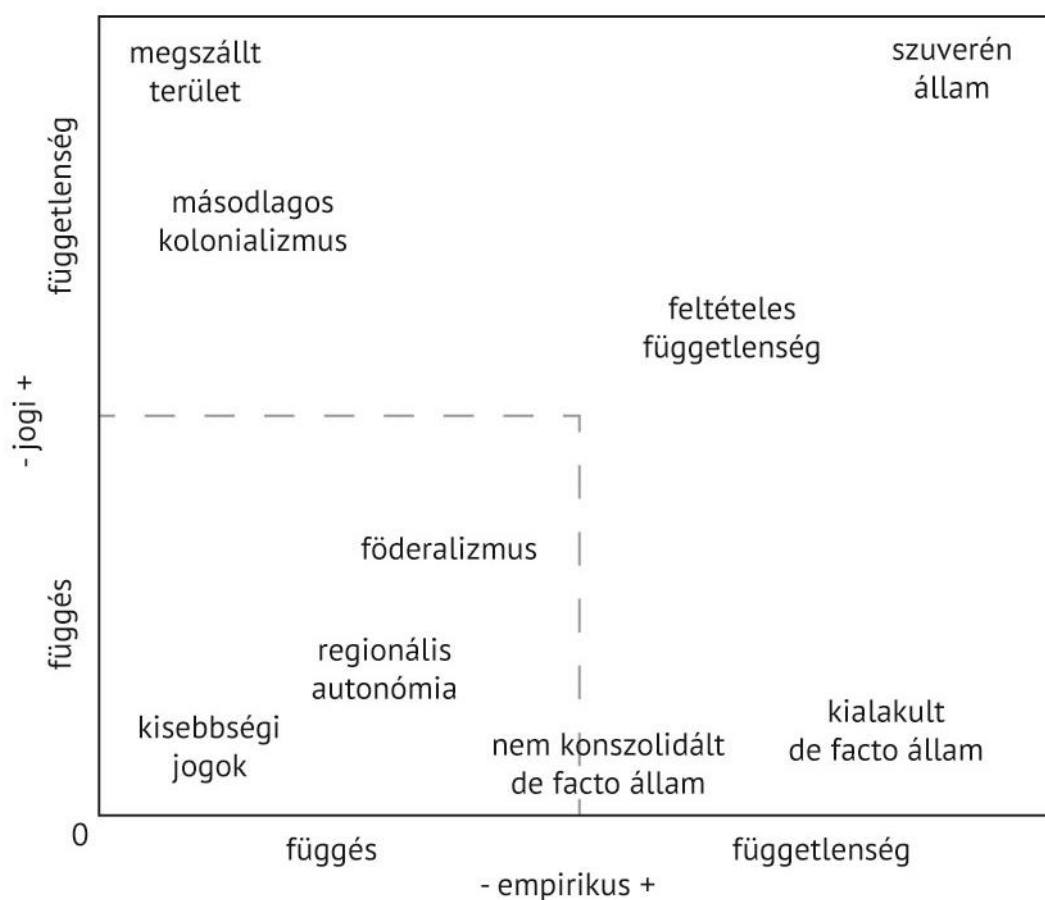 megszállt
terület
szuverén
állam
függetlenség
másodlagos
kolonializmus
feltételes
függetlenség
- jogi +
föderalizmus
függés
regionális
autonómia
kisebbségi
jogok
nem konszolidált
de facto állam
kialakult
de facto állam
0
függés
függetlenség
- empirikus +